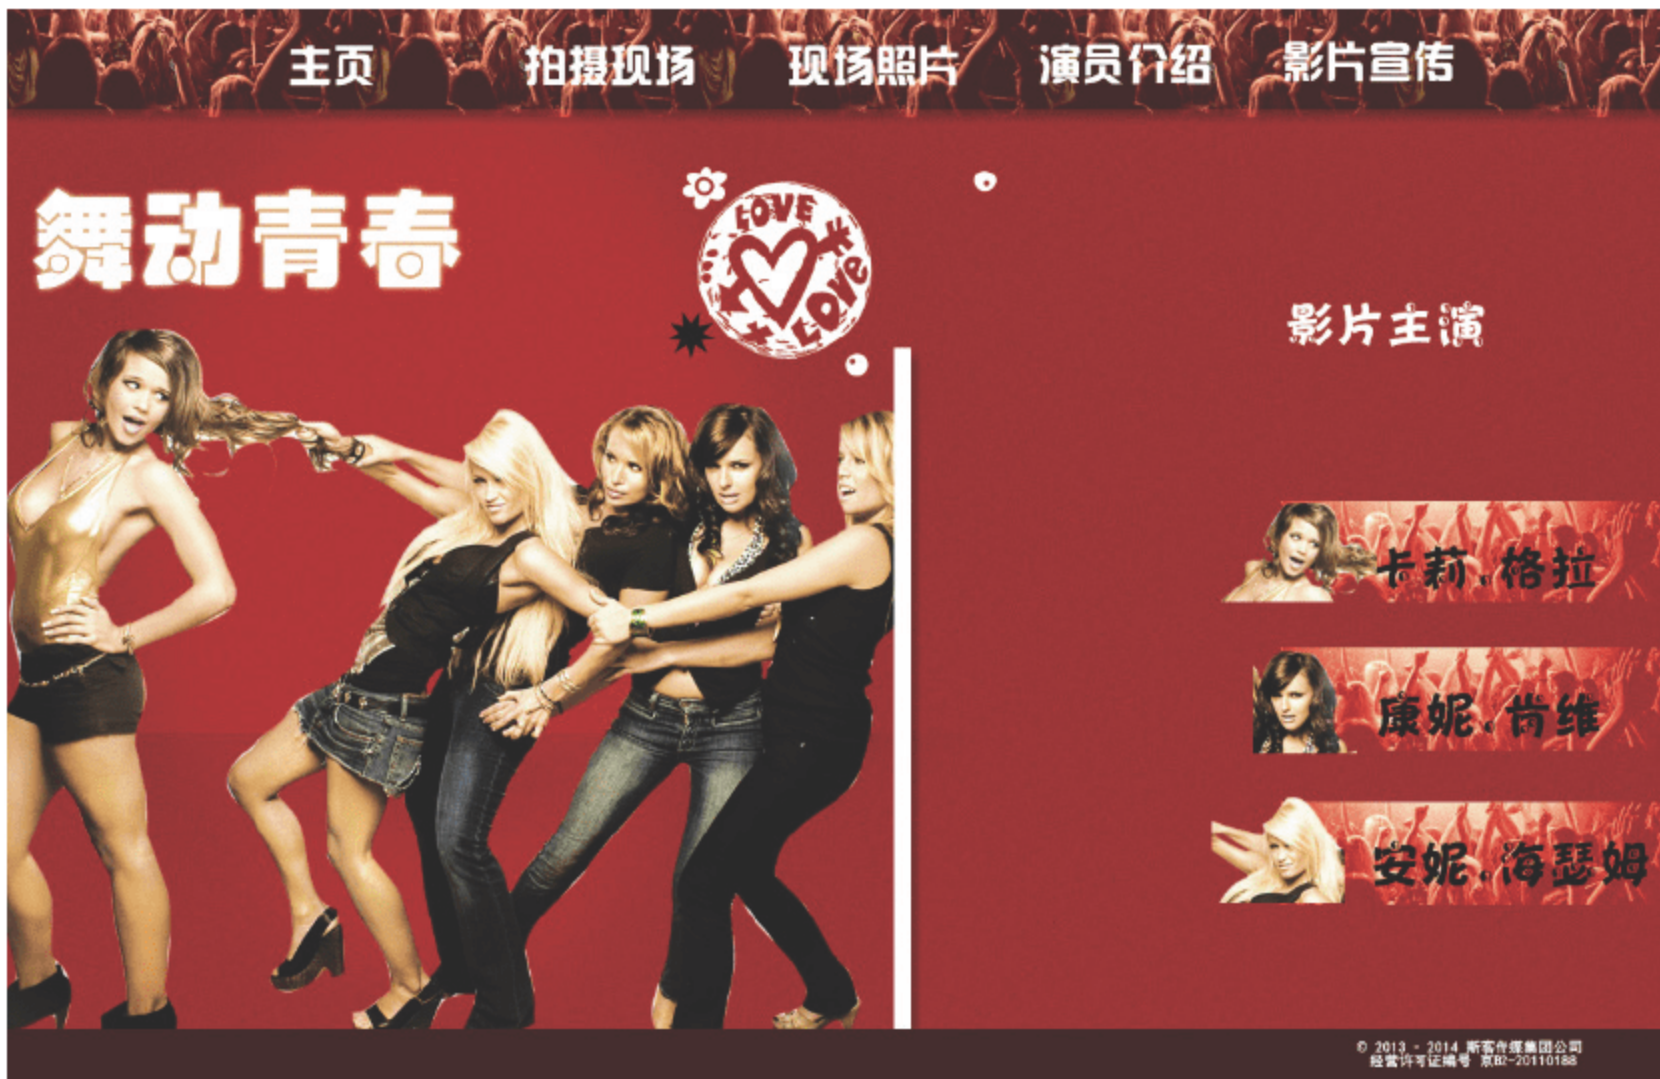 主页 拍摄现场 现场照片 演员介绍 影片宣传
舞动青春
LOVE
Love
影片主演
卡莉.格拉
康妮.肯维
安妮.海瑟姆
© 2013 - 2014 斯客传媒集团公司
经营许可证编号 京B2-20110188